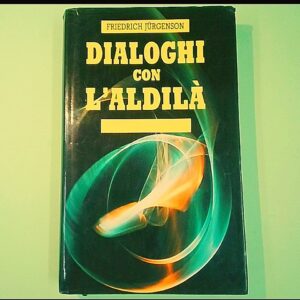 FRIEDRICH JÜRGENSON
DIALOGHI
CON
L'ALDILÀ